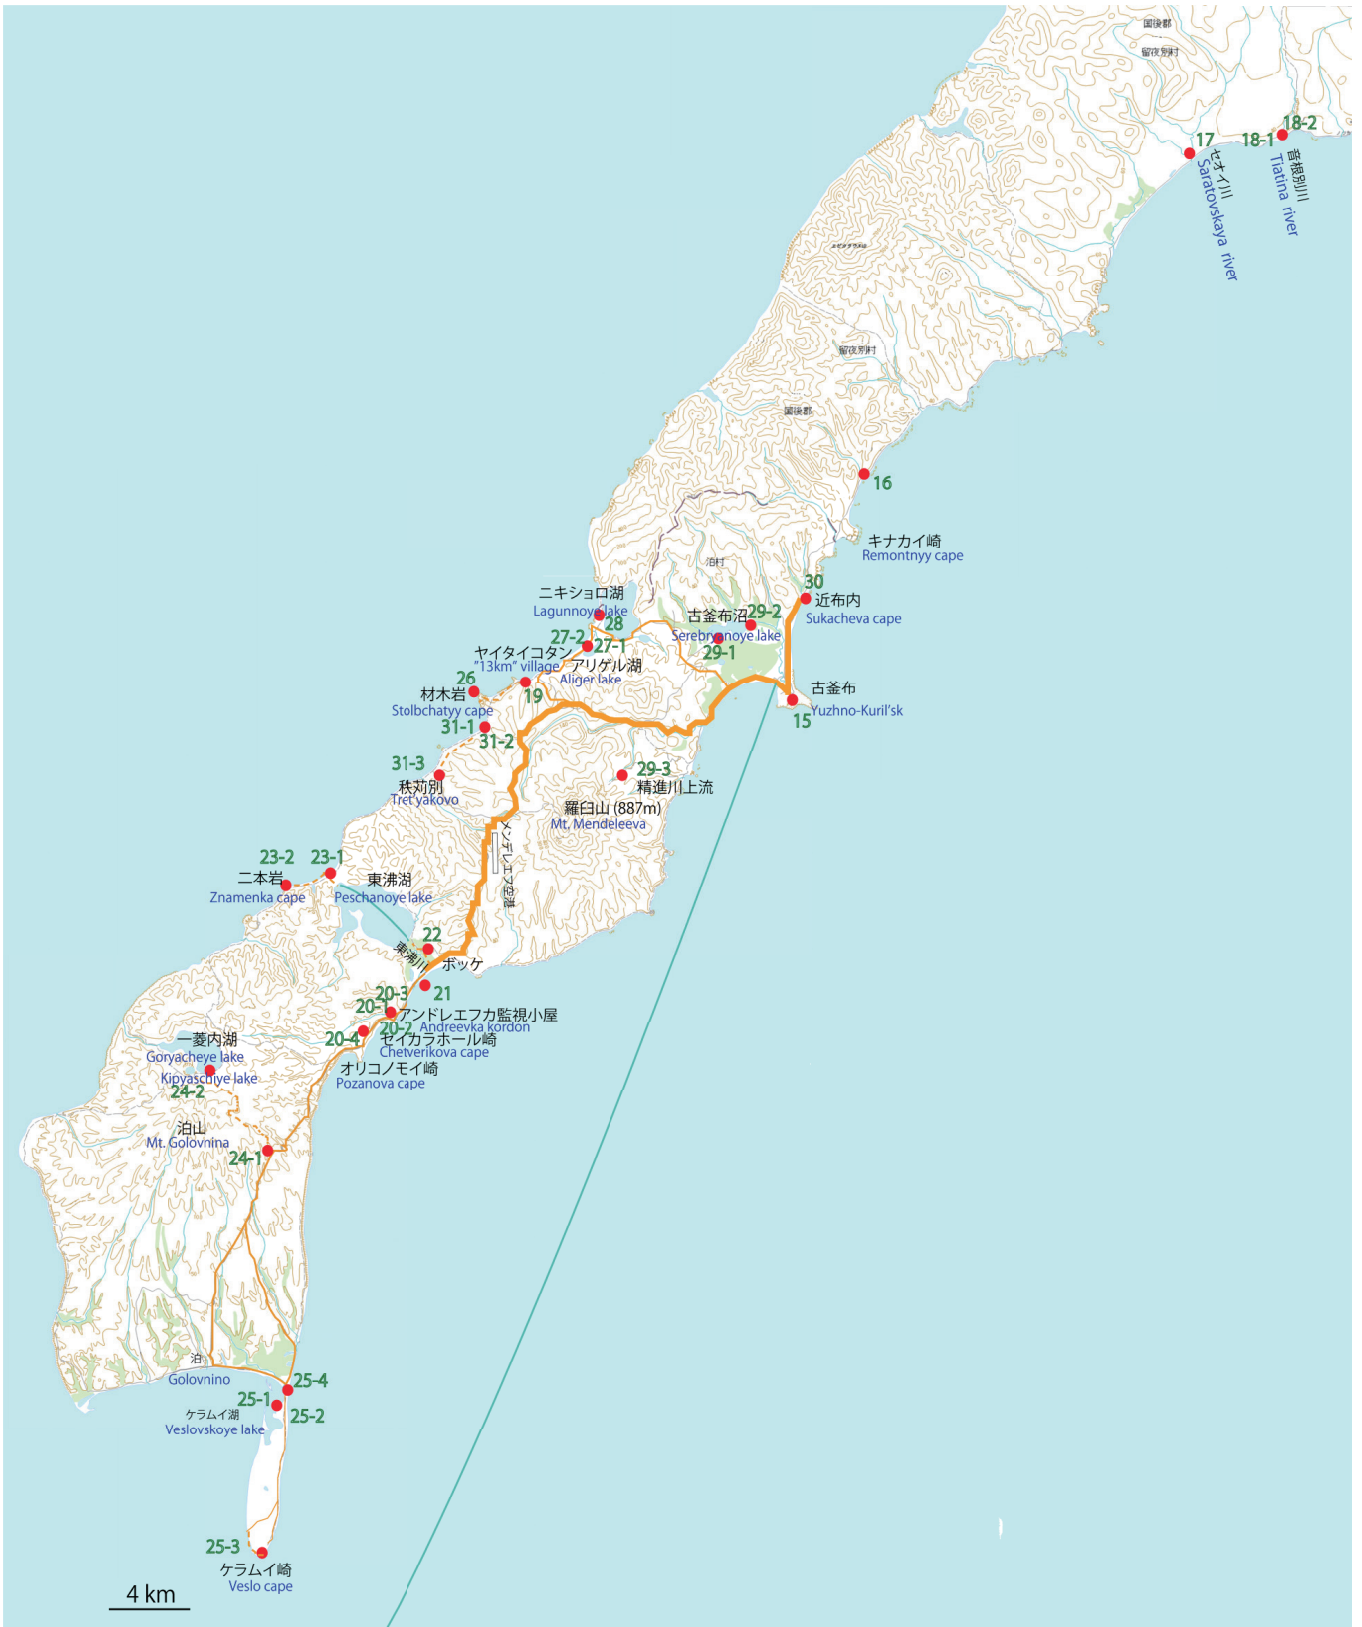 国後郡
留夜別村
18-2
17
18-1
セオイ川
Saratovskaya river
音根別川
Tiatina river
留夜別村
国後郡
16
キナカイ崎
Remontnyy cape
泊村
30
近布内
Sukacheva cape
ニキショロ湖
Lagunnoye lake
28
古釜布沼
29-2
Serebryanoye lake
29-1
27-2
27-1
ヤイタイコタン
"13km" village
アリゲル湖
Aliger lake
26
材木岩
Stolbchatyy cape
19
古釜布
Yuzhno-Kuril'sk
15
31-1
31-2
31-3
秩苅別
Tret'yakovo
29-3
精進川上流
羅臼山 (887m)
Mt. Mendeleeva
メンデレエフ空港
23-2
23-1
二本岩
Znamenka cape
東沸湖
Peschanoye lake
22
東沸川
ボッケ
21
20-3
20-1
アンドレエフカ監視小屋
20-2
Andreevka kordon
20-4
セイカラホール崎
Chetverikova cape
オリコノモイ崎
Pozanova cape
一菱内湖
Goryacheye lake
Kipyaschiye lake
24-2
泊山
Mt. Golovnina
24-1
泊
Golovnino
25-4
25-1
25-2
ケラムイ湖
Veslovskoye lake
25-3
ケラムイ崎
Veslo cape
4 km